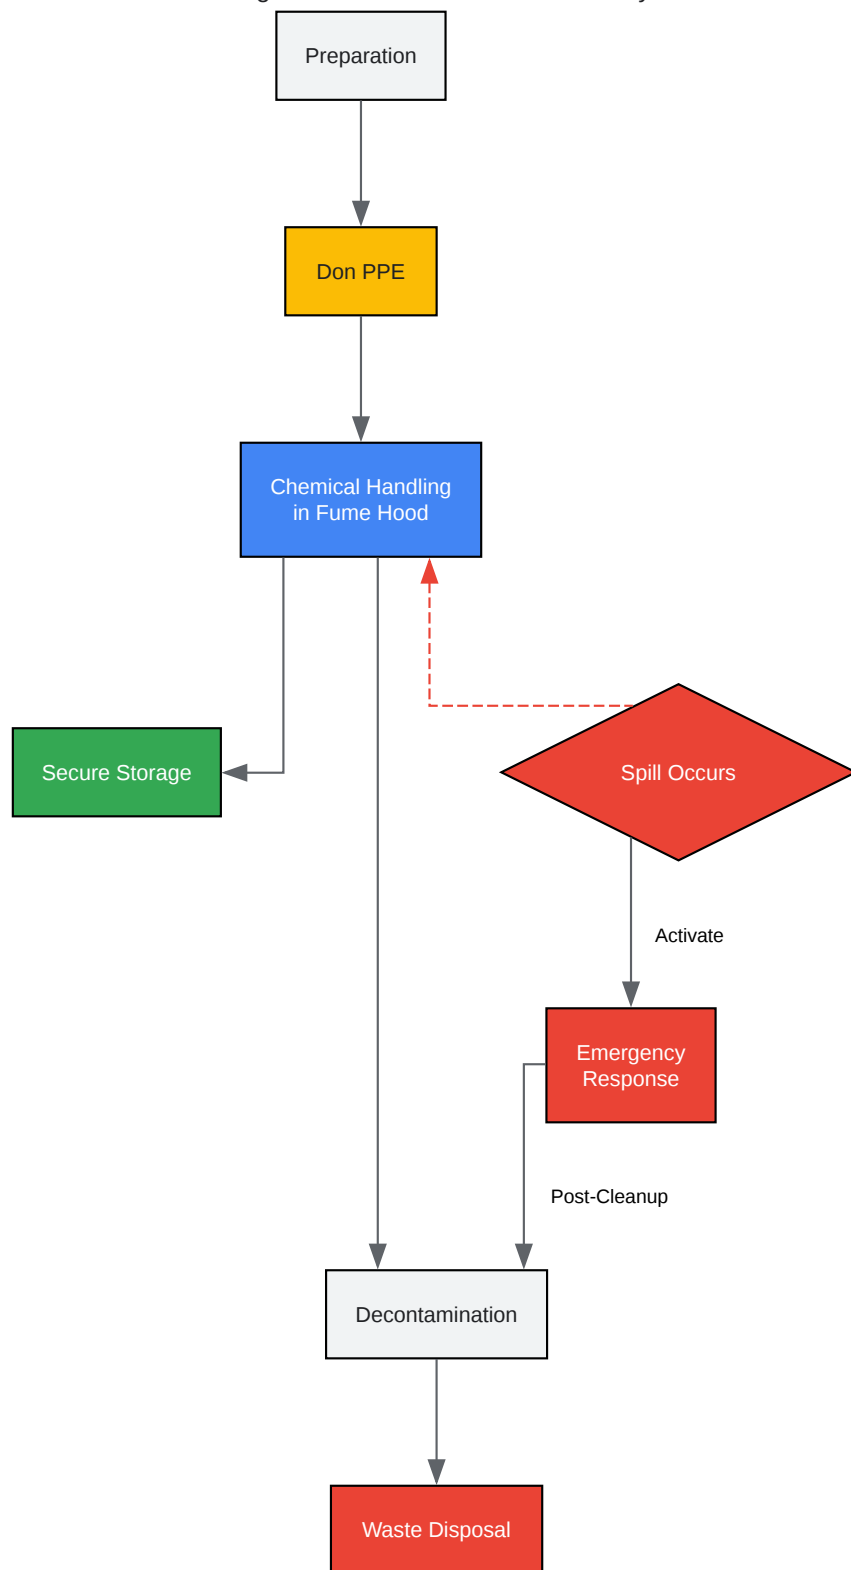 Preparation
Don PPE
Chemical Handling
in Fume Hood
Secure Storage
Spill Occurs
Activate
Emergency
Response
Post-Cleanup
Decontamination
Waste Disposal